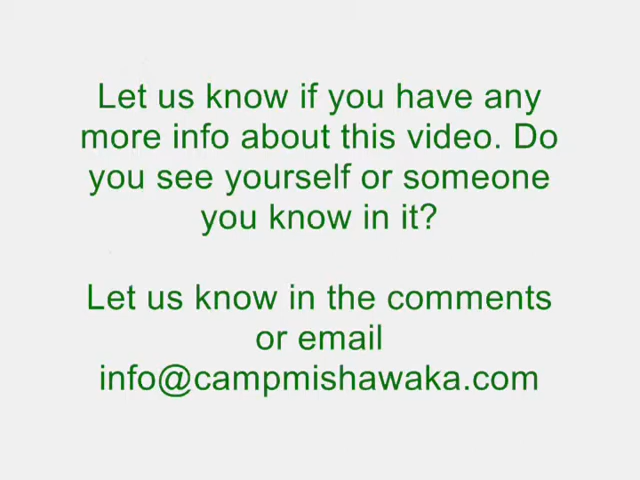 Let us know if you have any
more info about this video. Do
you see yourself or someone
you know in it?
Let us know in the comments
or email
info@campmishawaka.com